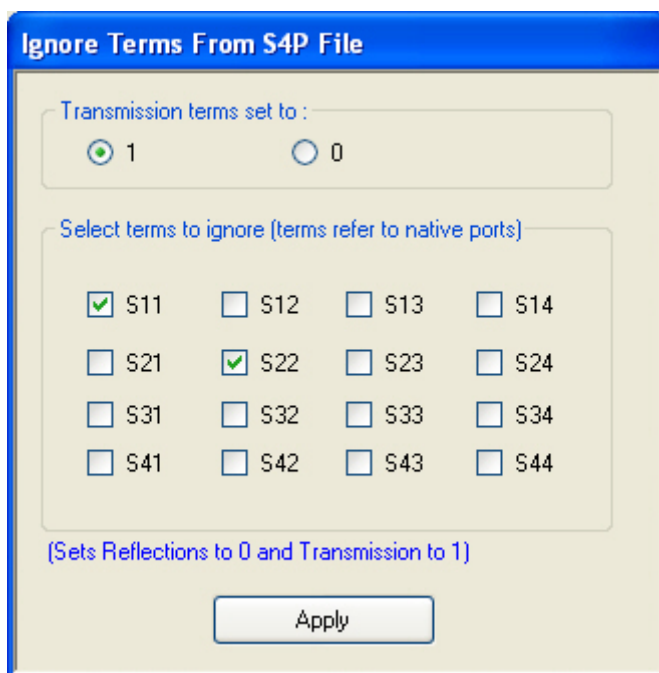 Ignore Terms From S4P File
Transmission terms set to :
1 0
Select terms to ignore (terms refer to native ports)
S11 S12 S13 S14
S21 S22 S23 S24
S31 S32 S33 S34
S41 S42 S43 S44
(Sets Reflections to 0 and Transmission to 1)
Apply